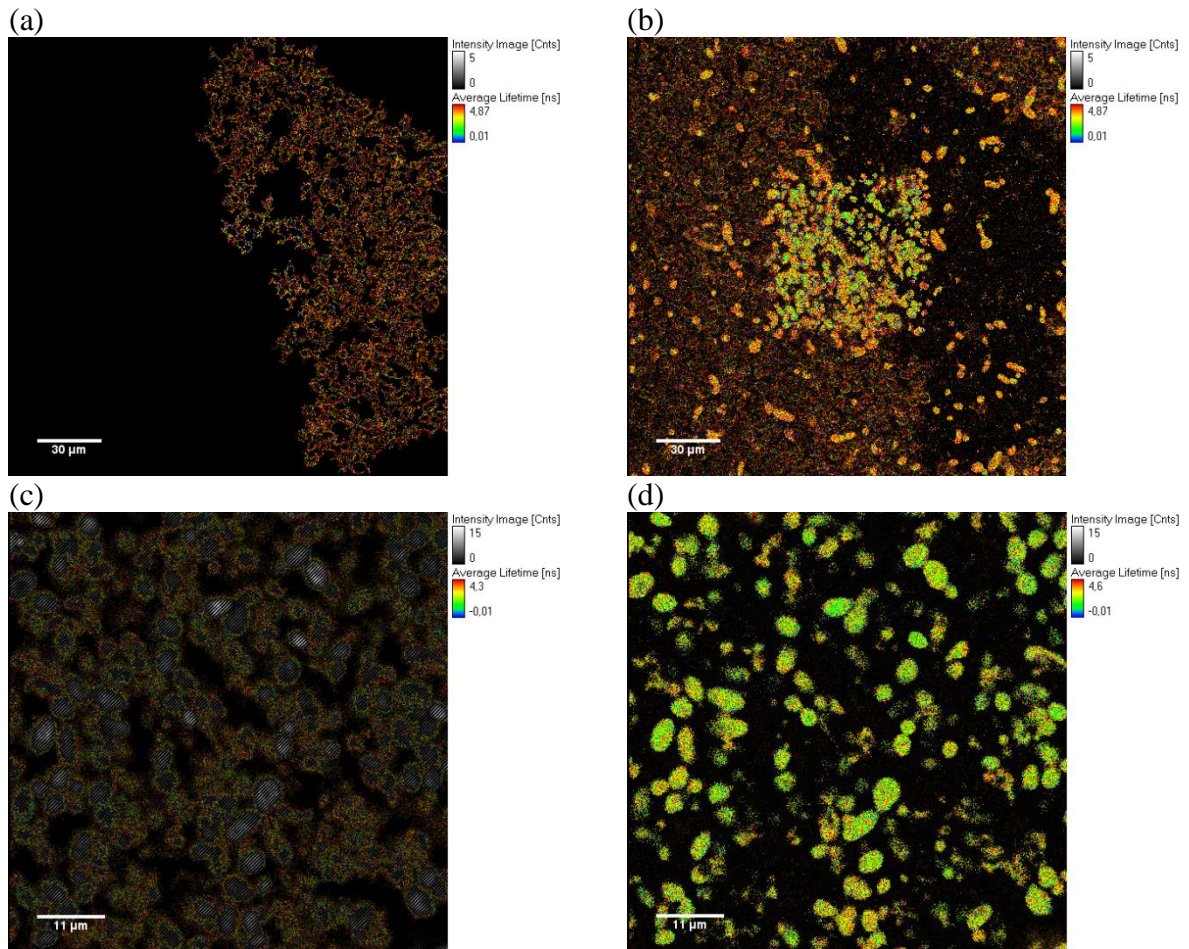 (a)
Intensity Image [Cnts]
5
0
Average Lifetime [ns]
4,87
0,01
30 µm
(b)
Intensity Image [Cnts]
5
0
Average Lifetime [ns]
4,87
0,01
30 µm
(c)
Intensity Image [Cnts]
15
0
Average Lifetime [ns]
4,3
-0,01
11 µm
(d)
Intensity Image [Cnts]
15
0
Average Lifetime [ns]
4,6
-0,01
11 µm